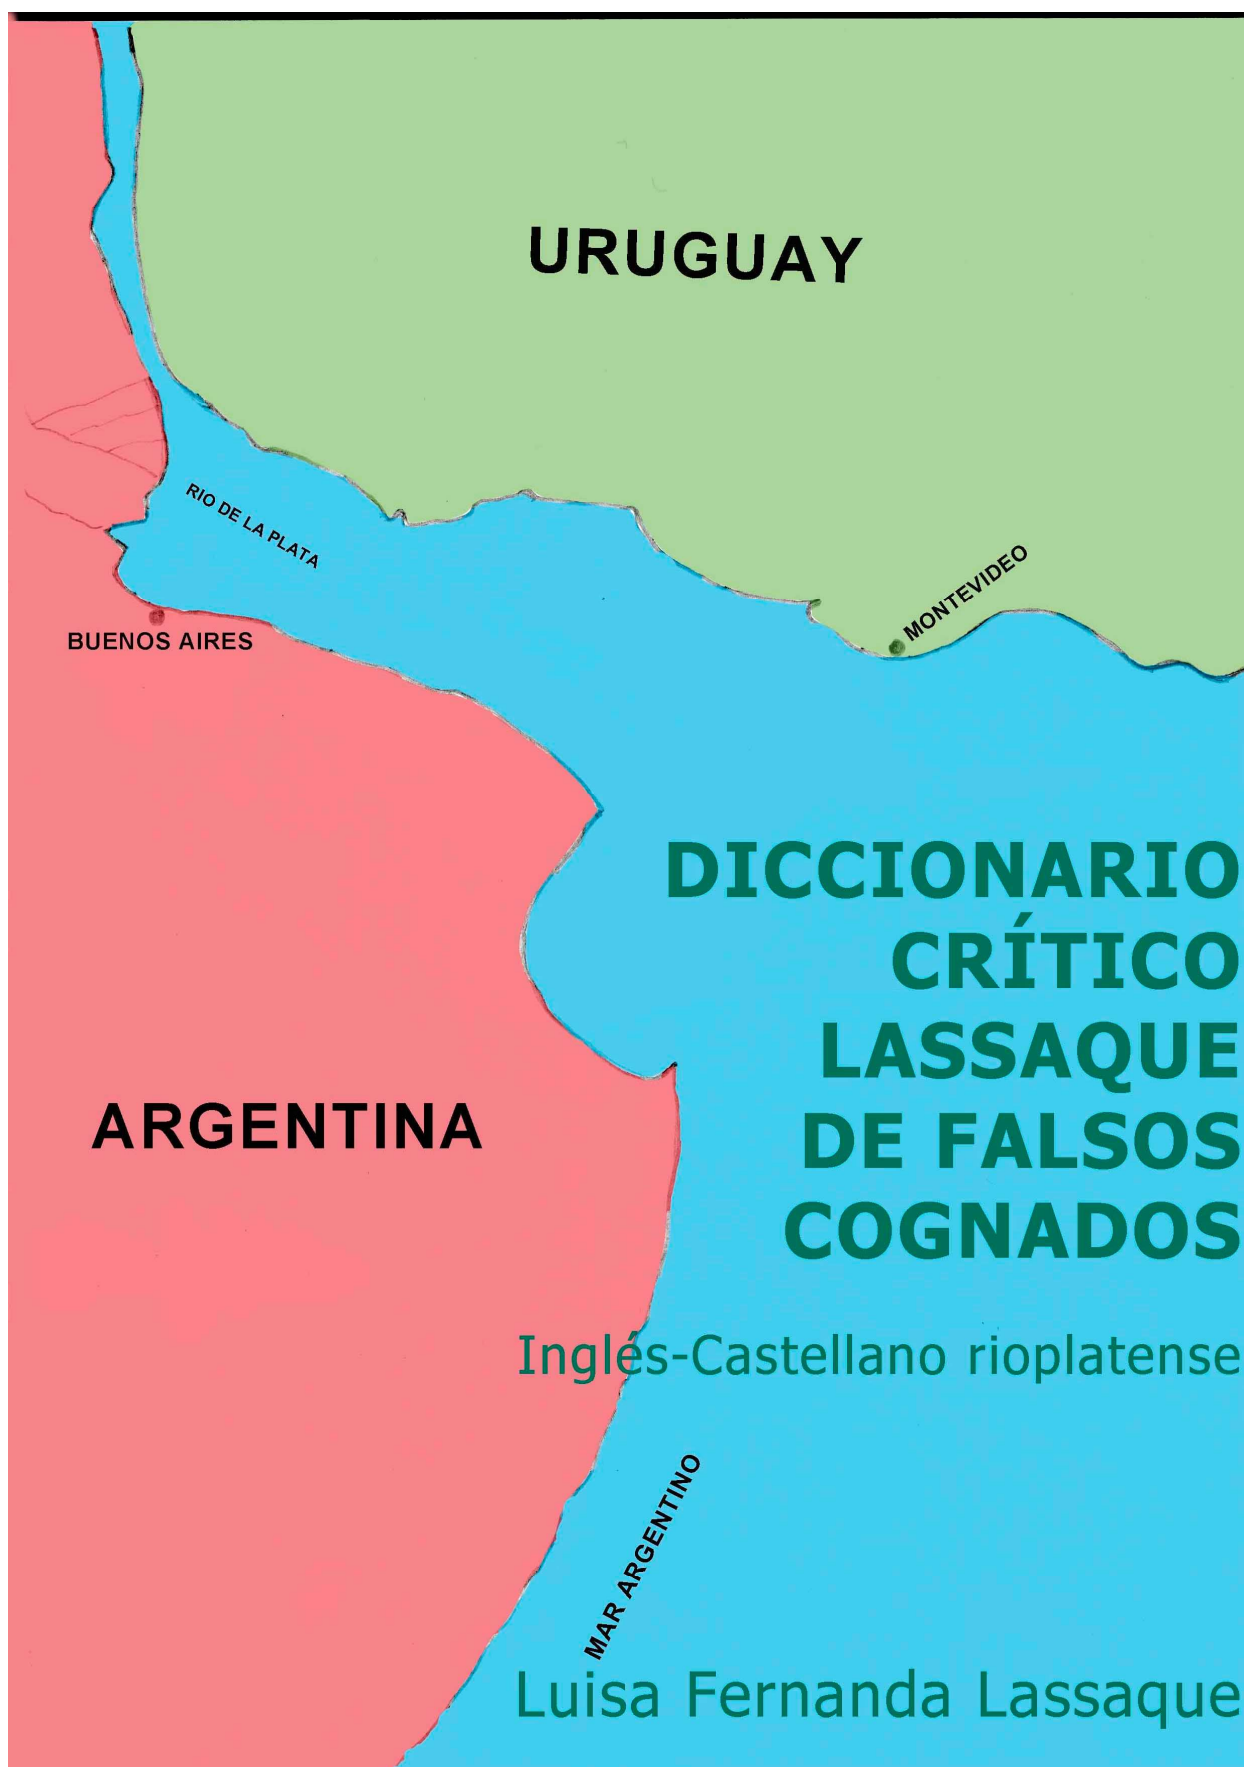 URUGUAY
RIO DE LA PLATA
MONTEVIDEO
BUENOS AIRES
DICCIONARIO
CRÍTICO
LASSAQUE
DE FALSOS
COGNADOS
ARGENTINA
Inglés-Castellano rioplatense
MAR ARGENTINO
Luisa Fernanda Lassaque